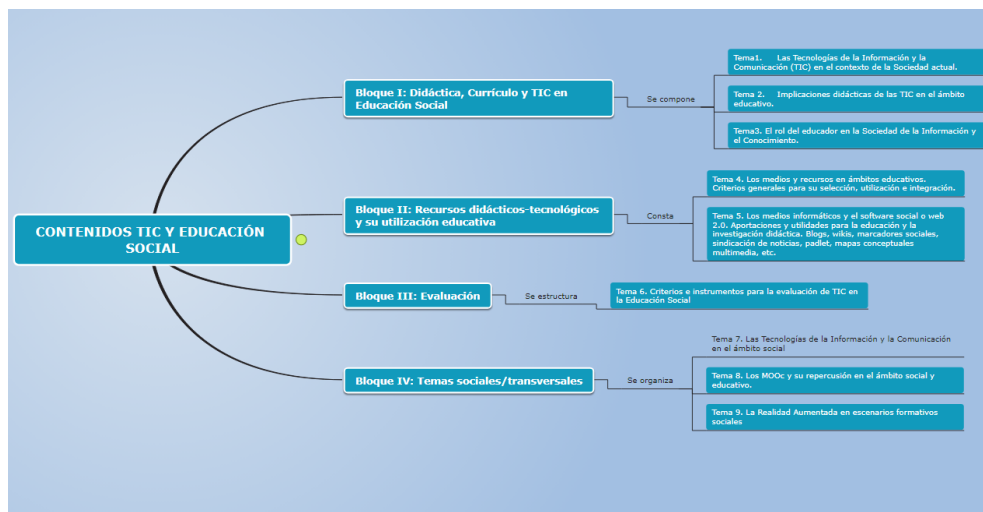 CONTENIDOS TIC Y EDUCACIÓN
SOCIAL
Bloque I: Didáctica, Currículo y TIC en
Educación Social
Se compone
Tema1. Las Tecnologías de la Información y la
Comunicación (TIC) en el contexto de la Sociedad actual.
Tema 2. Implicaciones didácticas de las TIC en el ámbito
educativo.
Tema3. El rol del educador en la Sociedad de la Información y
el Conocimiento.
Bloque II: Recursos didácticos-tecnológicos
y su utilización educativa
Consta
Tema 4. Los medios y recursos en ámbitos educativos.
Criterios generales para su selección, utilización e integración.
Tema 5. Los medios informáticos y el software social o web
2.0. Aportaciones y utilidades para la educación y la
investigación didáctica. Blogs, wikis, marcadores sociales,
sindicación de noticias, padlet, mapas conceptuales
multimedia, etc.
Bloque III: Evaluación
Se estructura
Tema 6. Criterios e instrumentos para la evaluación de TIC en
la Educación Social
Bloque IV: Temas sociales/transversales
Se organiza
Tema 7. Las Tecnologías de la Información y la Comunicación
en el ámbito social
Tema 8. Los MOOc y su repercusión en el ámbito social y
educativo.
Tema 9. La Realidad Aumentada en escenarios formativos
sociales